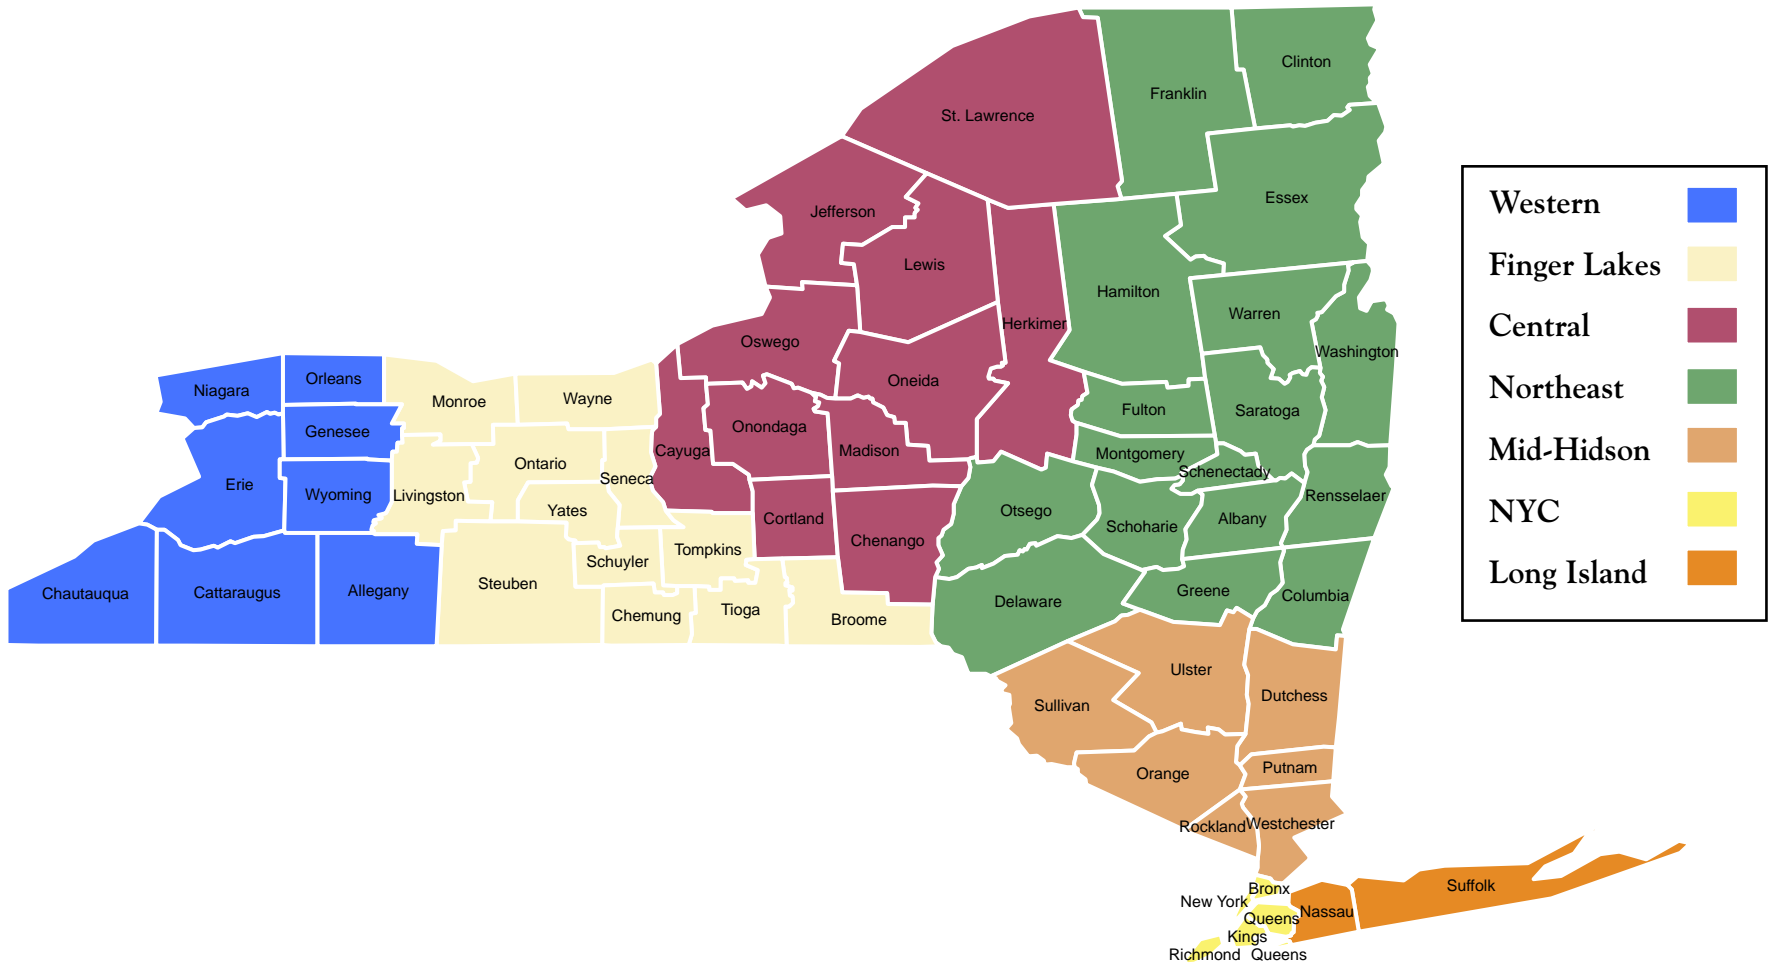 Clinton
Franklin
St. Lawrence
Essex
Jefferson
Lewis
Hamilton
Warren
Herkimer
Oswego
Washington
Oneida
Orleans
Niagara
Wayne
Monroe
Fulton
Saratoga
Onondaga
Genesee
Cayuga
Madison
Montgomery
Ontario
Schenectady
Seneca
Erie
Wyoming
Livingston
Rensselaer
Yates
Otsego
Cortland
Albany
Schoharie
Chenango
Tompkins
Schuyler
Steuben
Allegany
Cattaraugus
Chautauqua
Greene
Columbia
Delaware
Tioga
Chemung
Broome
Ulster
Dutchess
Sullivan
Putnam
Orange
Westchester
Rockland
Suffolk
Bronx
New York
Nassau
Queens
Kings
Richmond
Queens
Western
Finger Lakes
Central
Northeast
Mid-Hidson
NYC
Long Island